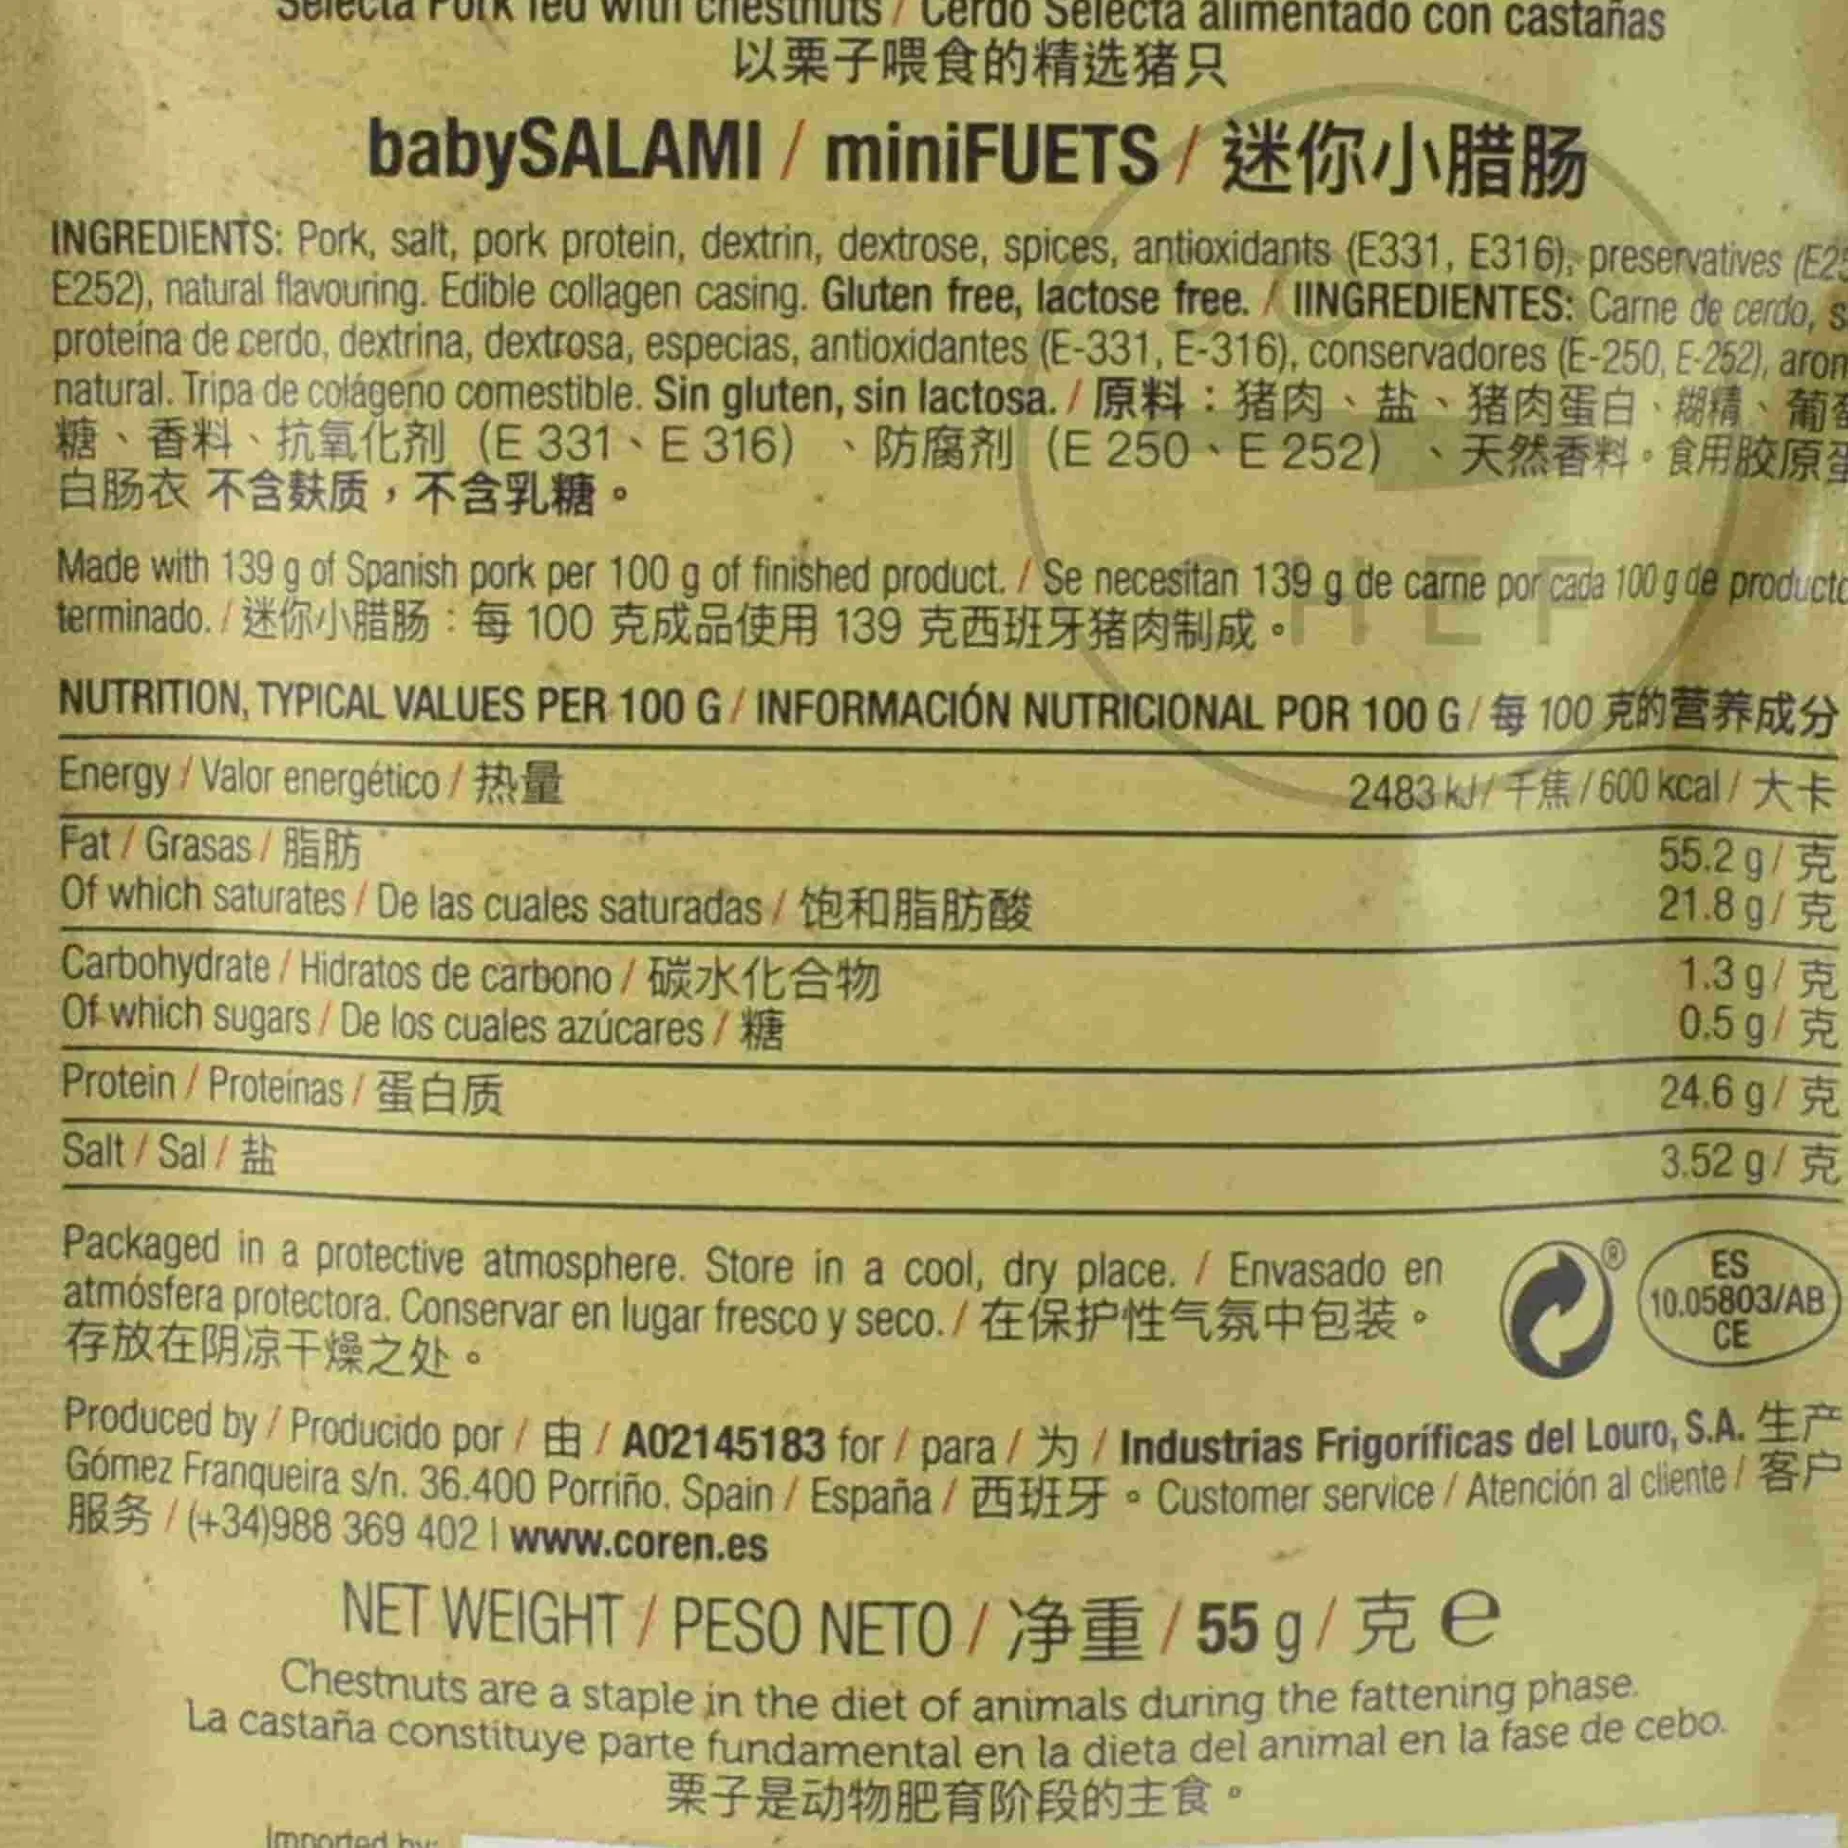 Selecta Pork fed with chestnuts / Cerdo Selecta alimentado con castañas
以栗子喂食的精选猪只
babySALAMI / miniFUETS / 迷你小腊肠
INGREDIENTS: Pork, salt, pork protein, dextrin, dextrose, spices, antioxidants (E331, E316), preservatives
E252), natural flavouring. Edible collagen casing. Gluten free, lactose free. / IINGREDIENTES: Carne de cerdo,
proteína de cerdo, dextrina, dextrosa, especias, antioxidantes (E-331, E-316), conservadores (E-250, E-252), arom
natural. Tripa de colágeno comestible. Sin gluten, sin lactosa. / 原料：猪肉、盐、猪肉蛋白、糊精、葡萄
糖、香料、抗氧化剂 (E 331、E 316) 、防腐剂 (E 250、E 252) 、天然香料。食用胶原蛋
白肠衣 不含麸质，不含乳糖。
Made with 139 g of Spanish pork per 100 g of finished product. / Se necesitan 139 g de carne por cada 100 g de producto
terminado. / 迷你小腊肠：每 100 克成品使用 139 克西班牙猪肉制成。
NUTRITION, TYPICAL VALUES PER 100 G / INFORMACIÓN NUTRICIONAL POR 100 G / 每 100 克的营养成分
Energy / Valor energético / 热量 2483 kJ / 千焦 / 600 kcal / 大卡
Fat / Grasas / 脂肪 55.2 g / 克
Of which saturates / De las cuales saturadas / 饱和脂肪酸 21.8 g / 克
Carbohydrate / Hidratos de carbono / 碳水化合物 1.3 g / 克
Of which sugars / De los cuales azúcares / 糖 0.5 g / 克
Protein / Proteínas / 蛋白质 24.6 g / 克
Salt / Sal / 盐 3.52 g / 克
Packaged in a protective atmosphere. Store in a cool, dry place. / Envasado en
atmósfera protectora. Conservar en lugar fresco y seco. / 在保护性气氛中包装。
存放在阴凉干燥之处。
®
ES
10.05803/AB
CE
Produced by / Producido por / 由 / A02145183 for / para / 为 / Industrias Frigoríficas del Louro, S.A. 生产
Gómez Franqueira s/n. 36.400 Porriño, Spain / España / 西班牙。Customer service / Atención al cliente / 客户
服务 / (+34)988 369 402 | www.coren.es
NET WEIGHT / PESO NETO / 净重 / 55 g / 克 e
Chestnuts are a staple in the diet of animals during the fattening phase.
La castaña constituye parte fundamental en la dieta del animal en la fase de cebo.
栗子是动物肥育阶段的主食。
Imported by:
CHEF